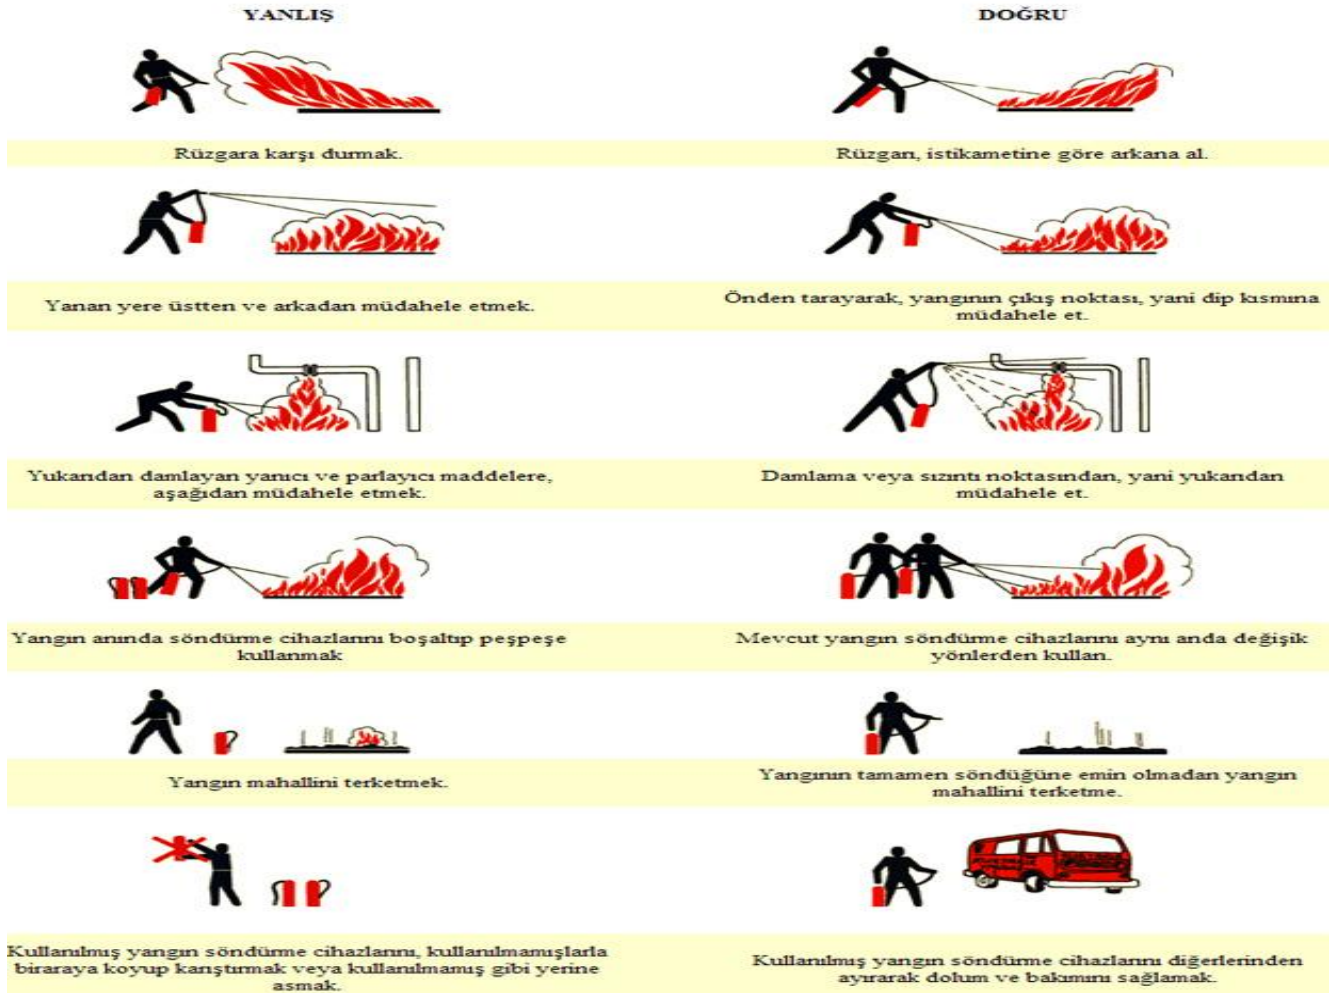 YANLIŞ
DOĞRU
Rüzgara karşı durmak.
Rüzgarı, istikametine göre arkana al.
Yanan yere üstten ve arkadan müdahele etmek.
Önden tarayarak, yangının çıkış noktası, yani dip kısmına
müdahele et.
Yukarıdan damlayan yanıcı ve parlayıcı maddelere,
aşağıdan müdahele etmek.
Damlama veya sızıntı noktasından, yani yukarıdan
müdahele et.
Yangın anında söndürme cihazlarını boşaltıp peşpeşe
kullanmak
Mevcut yangın söndürme cihazlarını aynı anda değişik
yönlerden kullan.
Yangın mahallini terketmek.
Yangının tamamen söndüğüne emin olmadan yangın
mahallini terketme.
Kullanılmış yangın söndürme cihazlarını, kullanılmamışlarla
biraraya koyup karıştırmak veya kullanılmamış gibi yerine
asmak.
Kullanılmış yangın söndürme cihazlarını diğerlerinden
ayırarak dolum ve bakımını sağlamak.